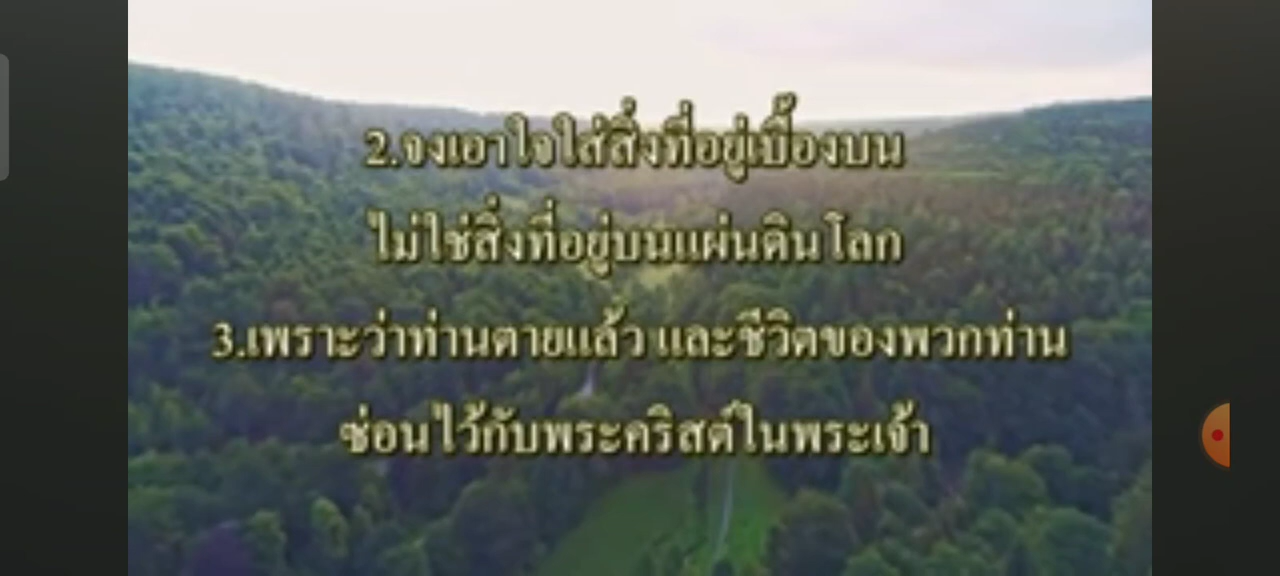 2.จงเอาใจใส่สิ่งที่อยู่เบื้องบน
ไม่ใช่สิ่งที่อยู่บนแผ่นดินโลก
3.เพราะว่าท่านตายแล้ว และชีวิตของพวกท่าน
ซ่อนไว้กับพระคริสต์ในพระเจ้า